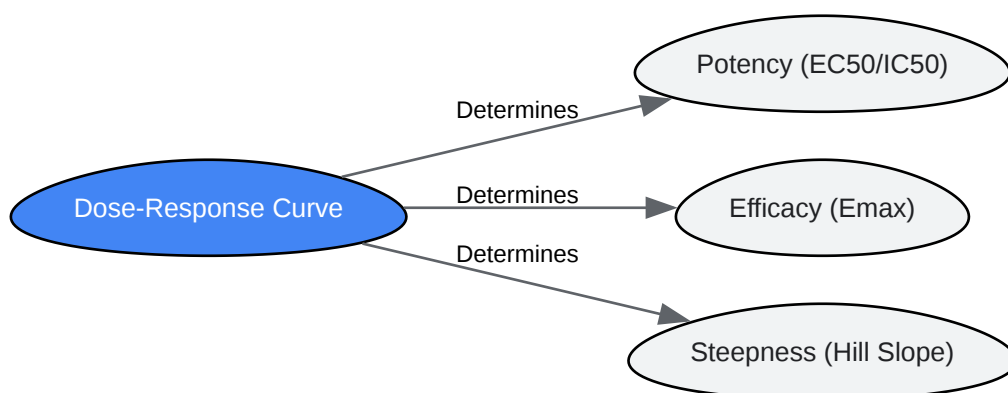 Potency (EC50/IC50)
Determines
Dose-Response Curve
Determines
Efficacy (Emax)
Determines
Steepness (Hill Slope)